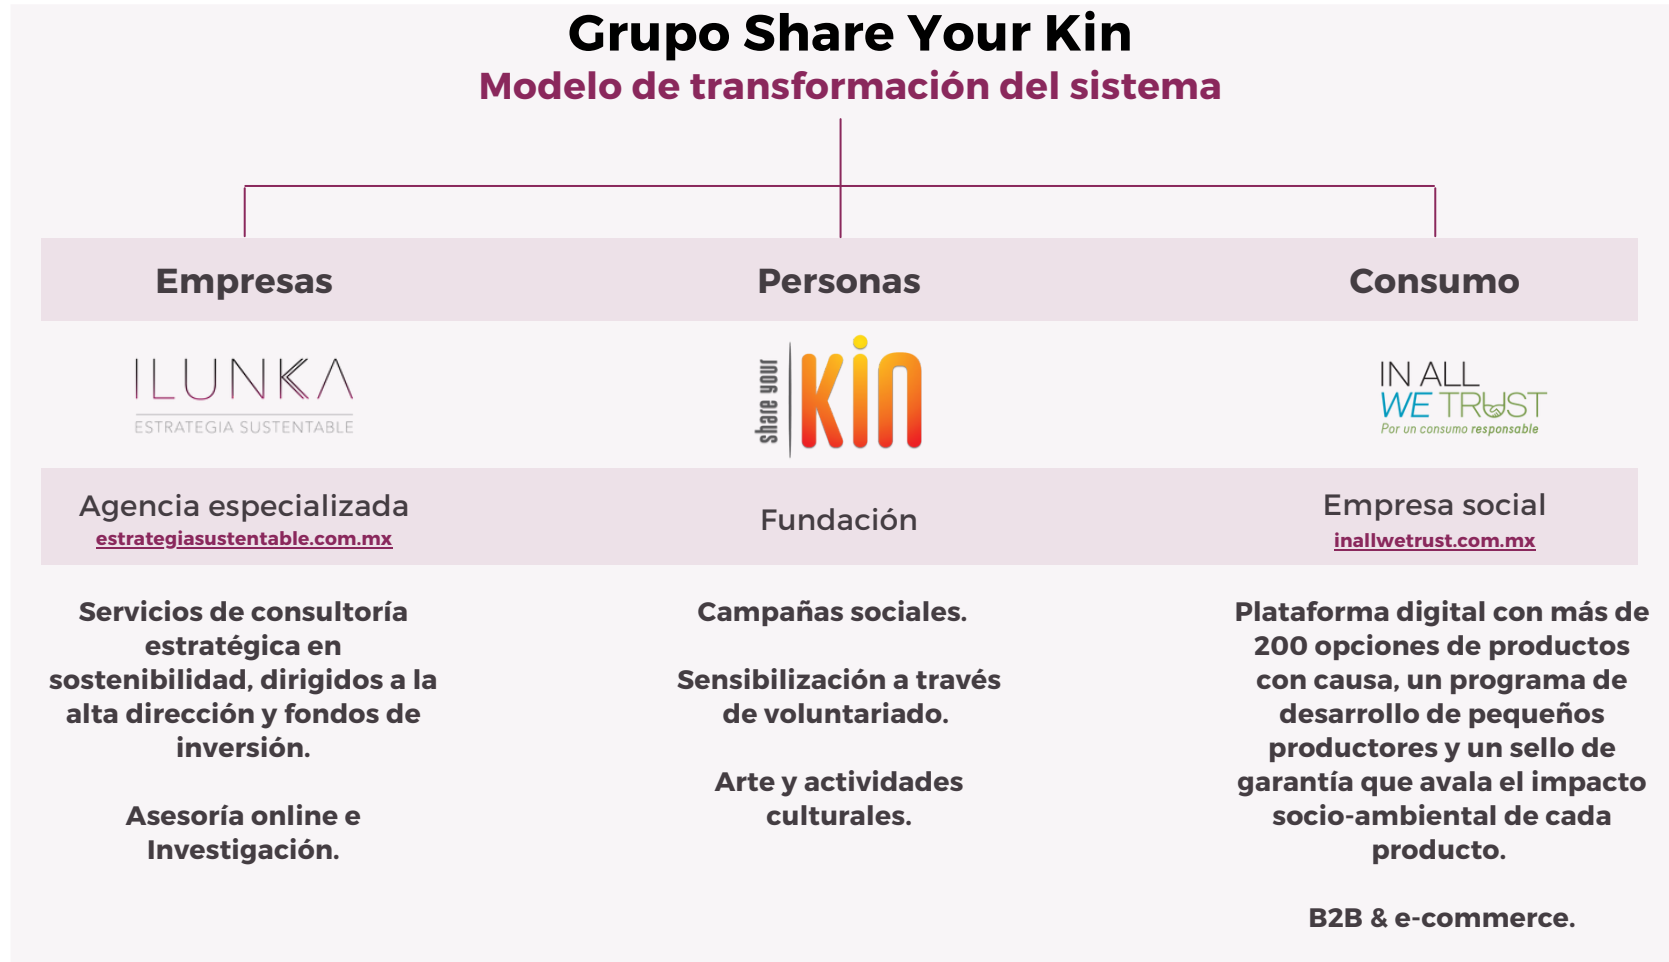 Grupo Share Your Kin
Modelo de transformación del sistema
Empresas
Personas
Consumo
ILUNKA
ESTRATEGIA SUSTENTABLE
share your
kin
IN ALL
WE TRUST
Por un consumo responsable
Agencia especializada
estrategiasustentable.com.mx
Fundación
Empresa social
inallwetrust.com.mx
Servicios de consultoría
estratégica en
sostenibilidad, dirigidos a la
alta dirección y fondos de
inversión.
Asesoría online e
Investigación.
Campañas sociales.
Sensibilización a través
de voluntariado.
Arte y actividades
culturales.
Plataforma digital con más de
200 opciones de productos
con causa, un programa de
desarrollo de pequeños
productores y un sello de
garantía que avala el impacto
socio-ambiental de cada
producto.
B2B & e-commerce.